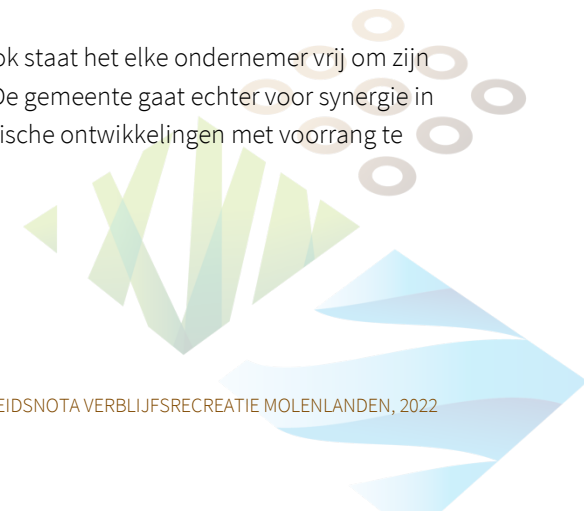 ok staat het elke ondernemer vrij om zijn
De gemeente gaat echter voor synergie in
ische ontwikkelingen met voorrang te
EIDSNOTA VERBLIJFSRECREATIE MOLENLANDEN, 2022